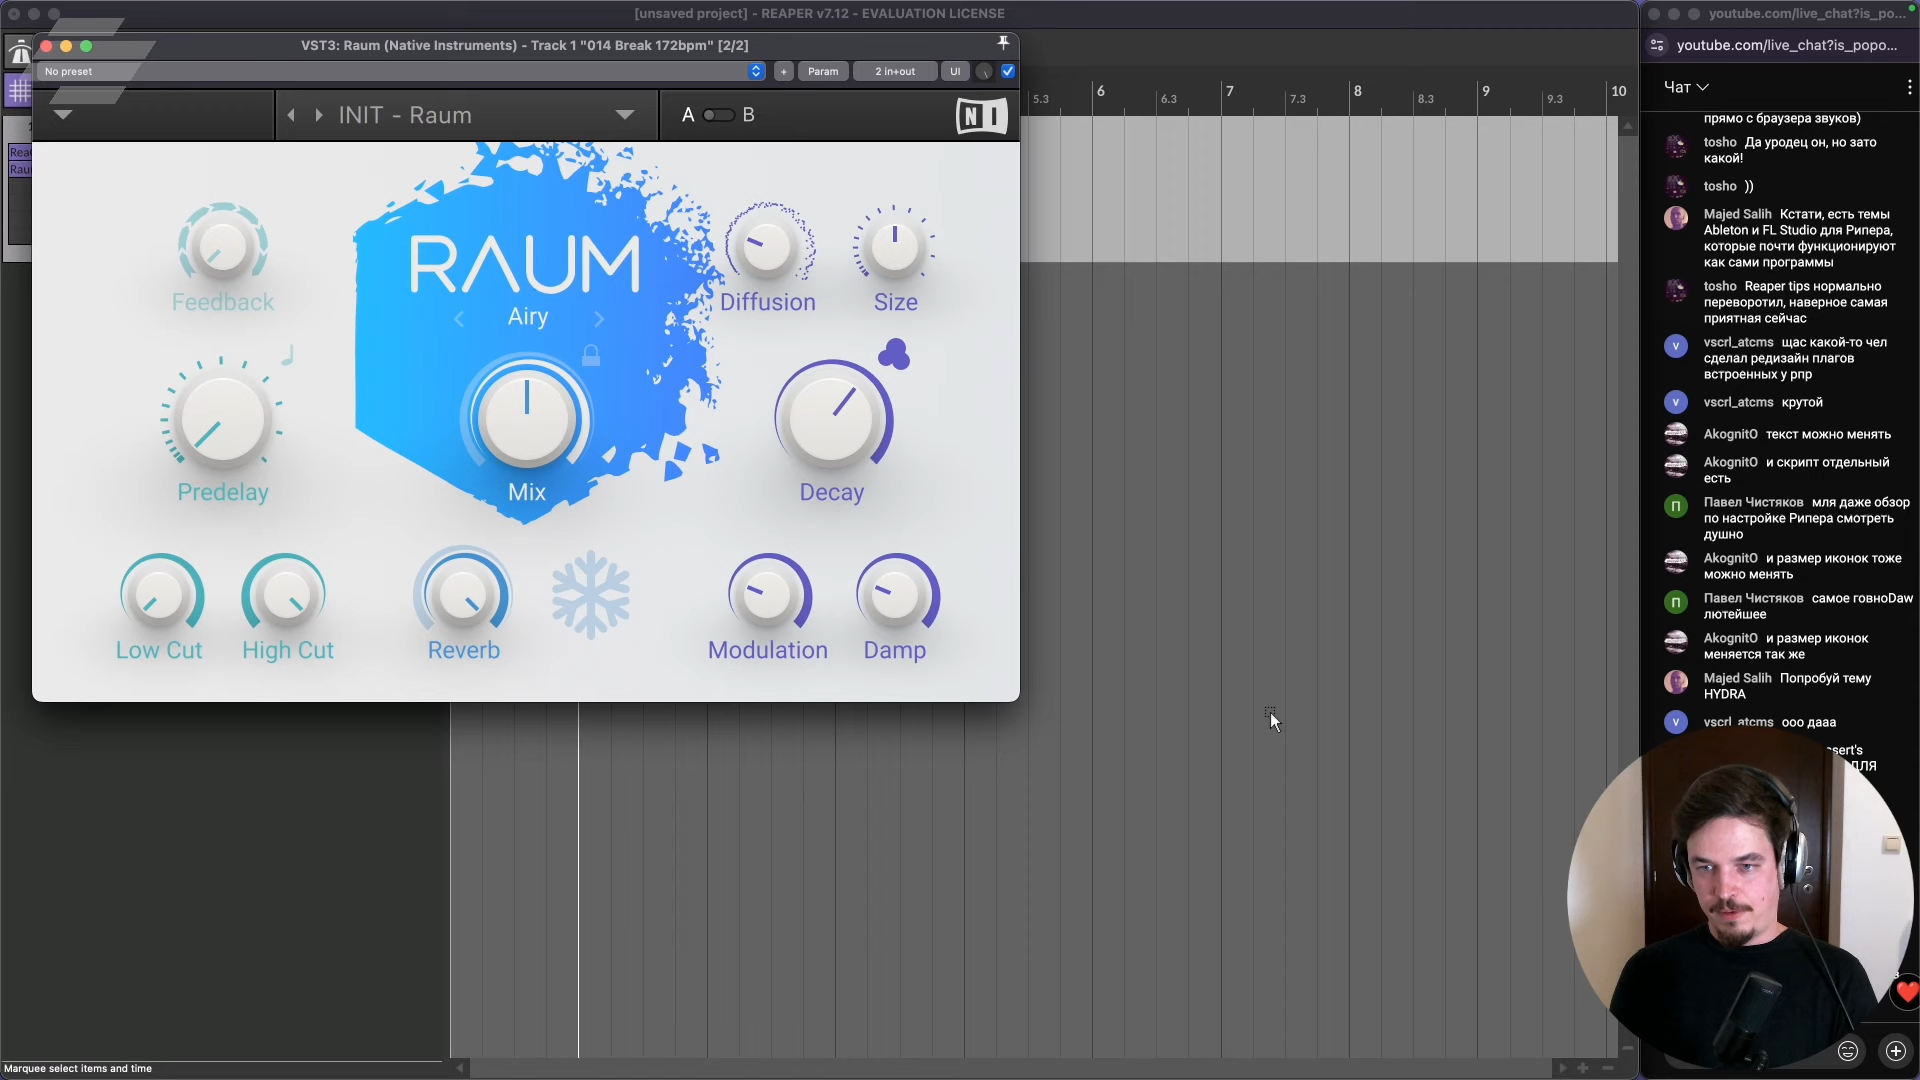 [unsaved project] - REAPER v7.12 - EVALUATION LICENSE
youtube.com/live_chat?is_po...
VST3: Raum (Native Instruments) - Track 1 "014 Break 172bpm" [2/2]
youtube.com/live_chat?is_popo...
No preset
+
Param
2 in+out
UI
Чат
5.3
6
6.3
7
7.3
8
8.3
9
9.3
10
INIT - Raum
A
B
NI
RAUM
Airy
Feedback
Diffusion
Size
Predelay
Mix
Decay
Low Cut
High Cut
Reverb
Modulation
Damp
Marquee select items and time
прямо с браузера звуков)
tosho Да уродец он, но зато
какой!
tosho ))
Majed Salih Кстати, есть темы
Ableton и FL Studio для Рипера,
которые почти функционируют
как сами программы
tosho Reaper tips нормально
переворотил, наверное самая
приятная сейчас
V
vscrl_atcms щас какой-то чел
сделал редизайн плагов
встроенных у рпр
V
vscrl_atcms крутой
AkognitO текст можно менять
AkognitO и скрипт отдельный
есть
П
Павел Чистяков мля даже обзор
по настройке Рипера смотреть
душно
AkognitO и размер иконок тоже
можно менять
П
Павел Чистяков самое говноDaw
лютейшее
AkognitO и размер иконок
меняется так же
Majed Salih Попробуй тему
HYDRA
V
vscrl_atcms ооо дааа